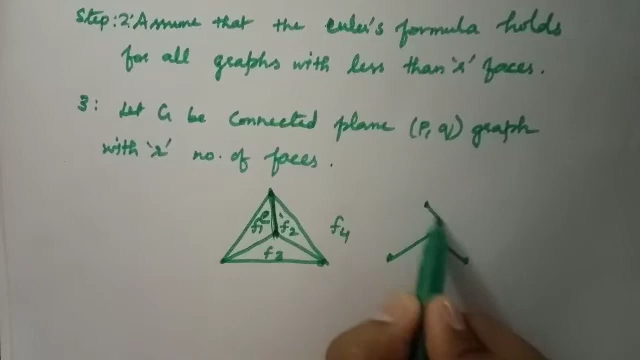 Step: 2: Assume that the euler's formula holds
for all graphs with less than 'r' faces.
3: Let G be connected plane (p, q) graph
with 'r' no. of faces.
f1 e f2 f4
f3